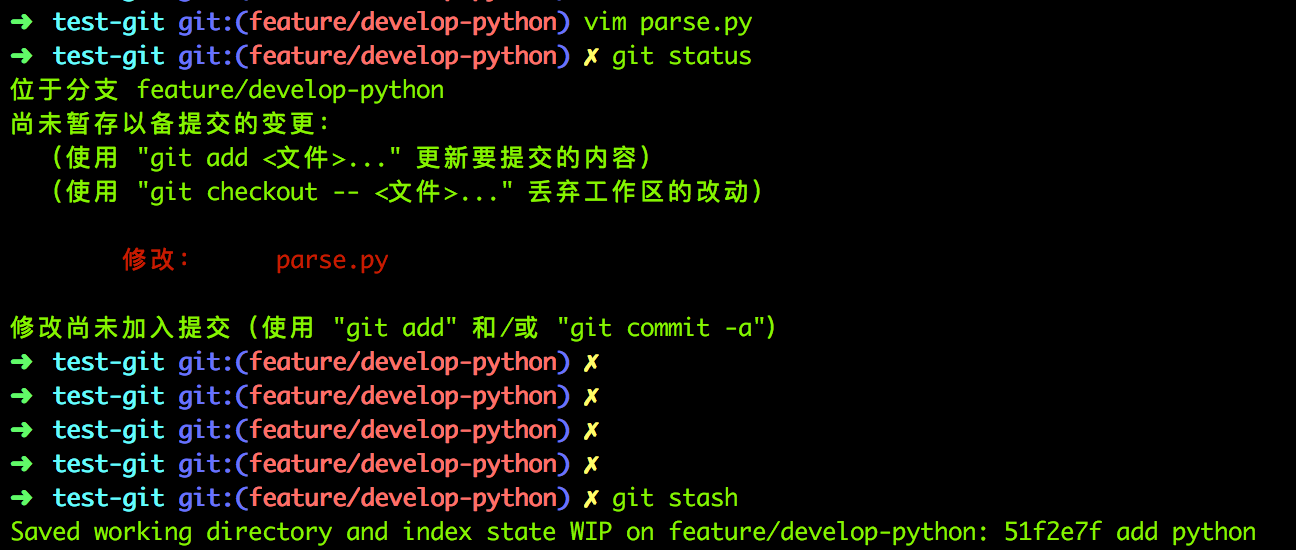 ➜ test-git git:(feature/develop-python) vim parse.py
➜ test-git git:(feature/develop-python) ✗ git status
位于分支 feature/develop-python
尚未暂存以备提交的变更：
（使用 "git add <文件>..." 更新要提交的内容）
（使用 "git checkout -- <文件>..." 丢弃工作区的改动）
修改： parse.py
修改尚未加入提交（使用 "git add" 和/或 "git commit -a"）
➜ test-git git:(feature/develop-python) ✗
➜ test-git git:(feature/develop-python) ✗
➜ test-git git:(feature/develop-python) ✗
➜ test-git git:(feature/develop-python) ✗
➜ test-git git:(feature/develop-python) ✗ git stash
Saved working directory and index state WIP on feature/develop-python: 51f2e7f add python